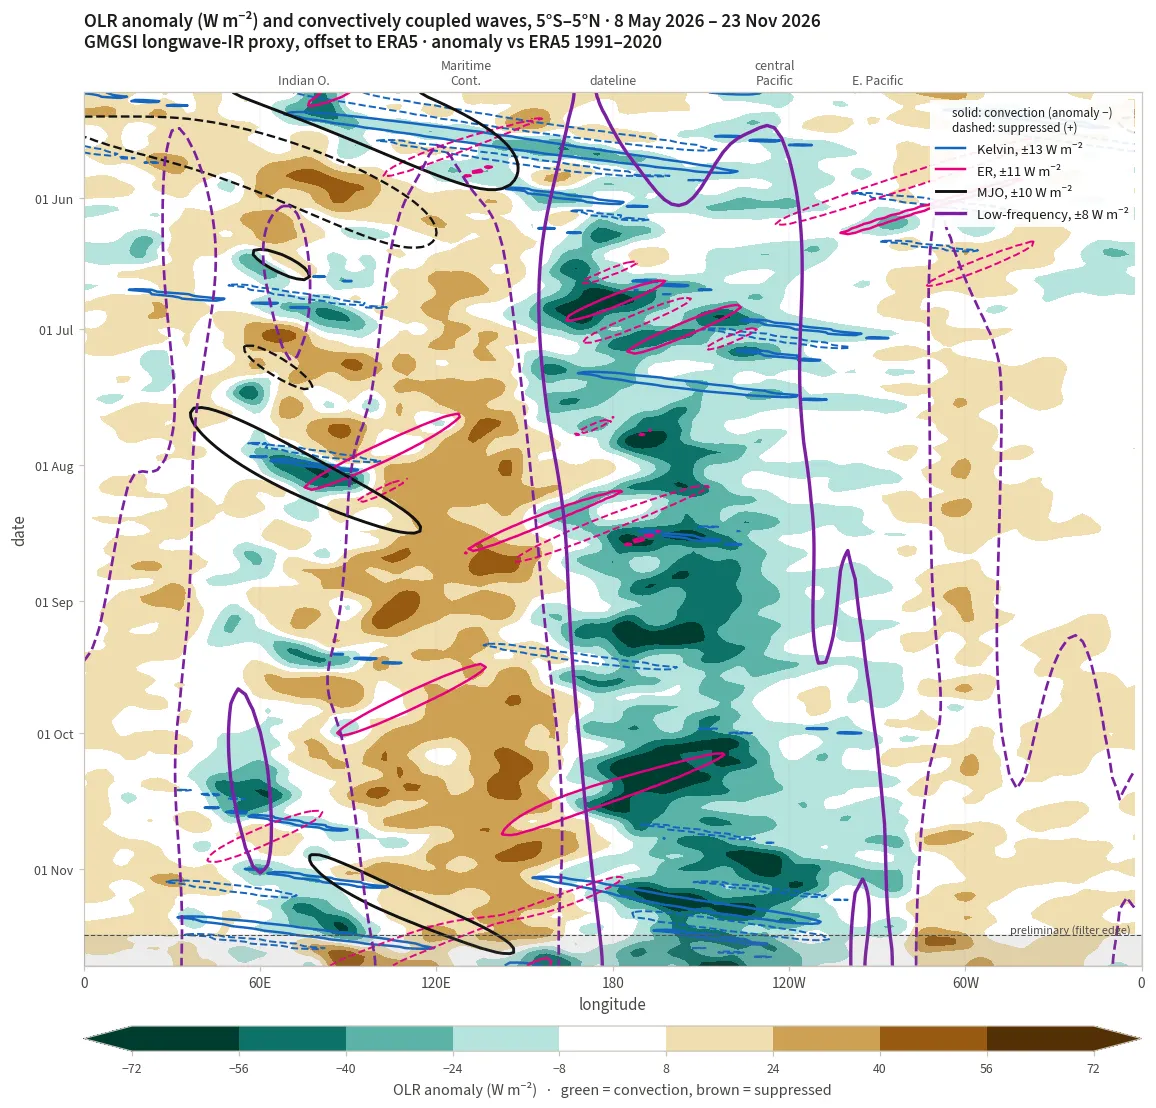 OLR anomaly (W m⁻²) and convectively coupled waves, 5°S–5°N · 8 May 2026 – 23 Nov 2026
GMGSI longwave-IR proxy, offset to ERA5 · anomaly vs ERA5 1991–2020
Indian O.
Maritime
Cont.
dateline
central
Pacific
E. Pacific
solid: convection (anomaly −)
dashed: suppressed (+)
Kelvin, ±13 W m⁻²
ER, ±11 W m⁻²
MJO, ±10 W m⁻²
Low-frequency, ±8 W m⁻²
date
01 Jun
01 Jul
01 Aug
01 Sep
01 Oct
01 Nov
preliminary (filter edge)
0
60E
120E
180
120W
60W
0
longitude
−72
−56
−40
−24
−8
8
24
40
56
72
OLR anomaly (W m⁻²) · green = convection, brown = suppressed